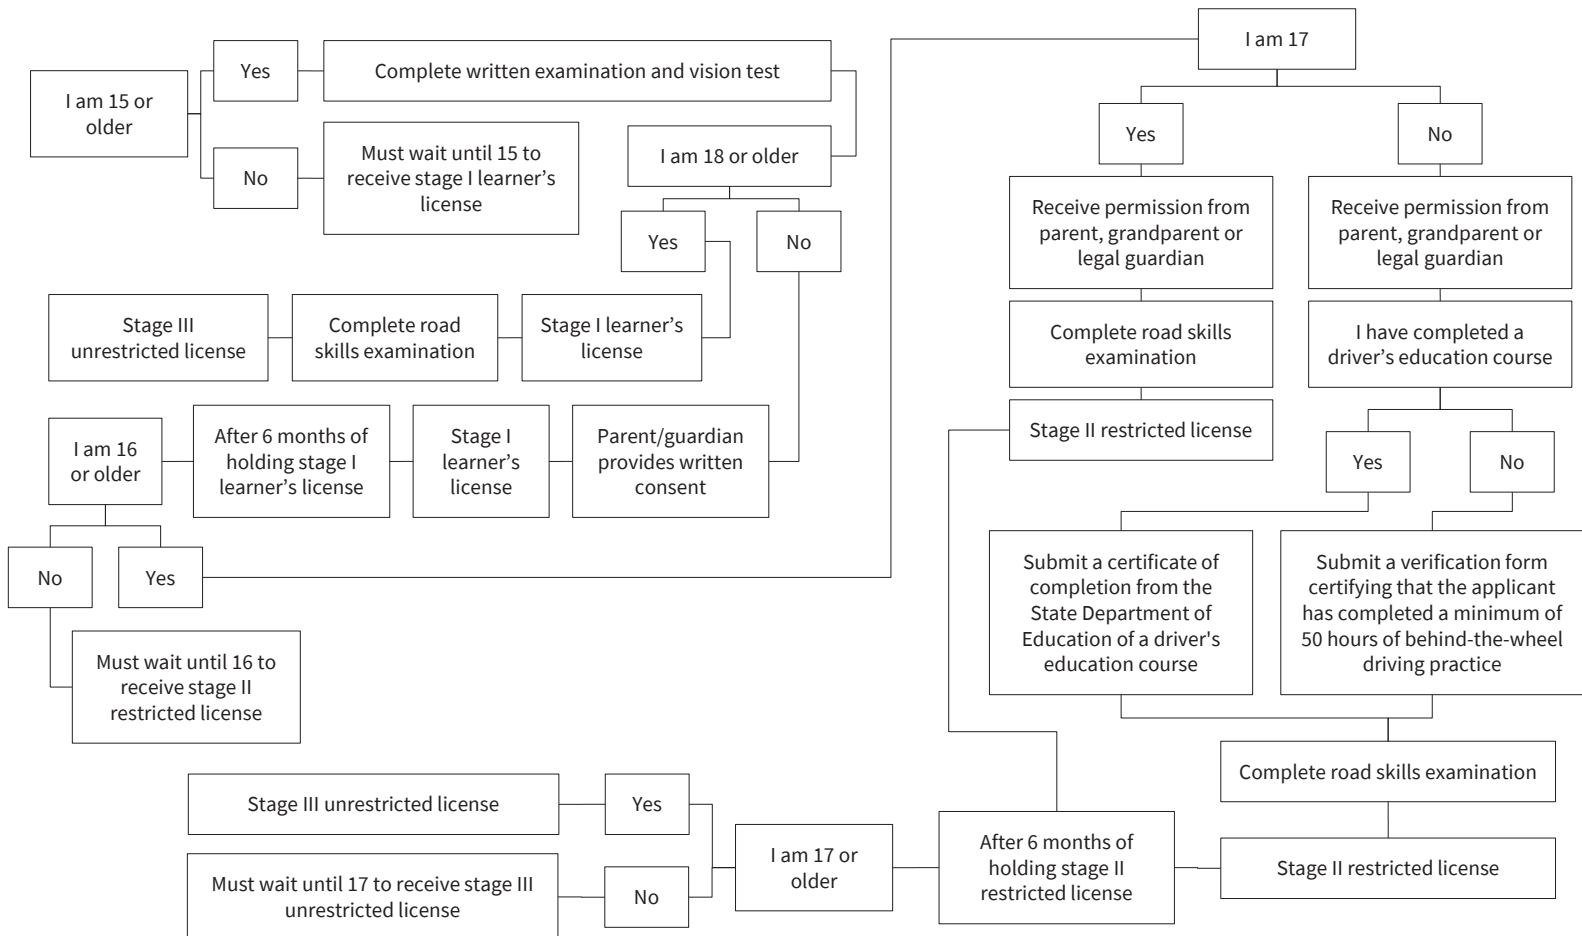 I am 15 or
older
Yes
Complete written examination and vision test
No
Must wait until 15 to
receive stage I learner’s
license
I am 18 or older
Yes
No
Stage I learner’s
license
Complete road
skills examination
Stage III
unrestricted license
Parent/guardian
provides written
consent
Stage I
learner’s
license
After 6 months of
holding stage I
learner’s license
I am 16
or older
No
Yes
Must wait until 16 to
receive stage II
restricted license
I am 17
Yes
No
Receive permission from
parent, grandparent or
legal guardian
Complete road skills
examination
Stage II restricted license
Receive permission from
parent, grandparent or
legal guardian
I have completed a
driver’s education course
Yes
No
Submit a certificate of
completion from the
State Department of
Education of a driver's
education course
Submit a verification form
certifying that the applicant
has completed a minimum of
50 hours of behind-the-wheel
driving practice
Complete road skills examination
Stage II restricted license
After 6 months of
holding stage II
restricted license
I am 17 or
older
Yes
Stage III unrestricted license
No
Must wait until 17 to receive stage III
unrestricted license